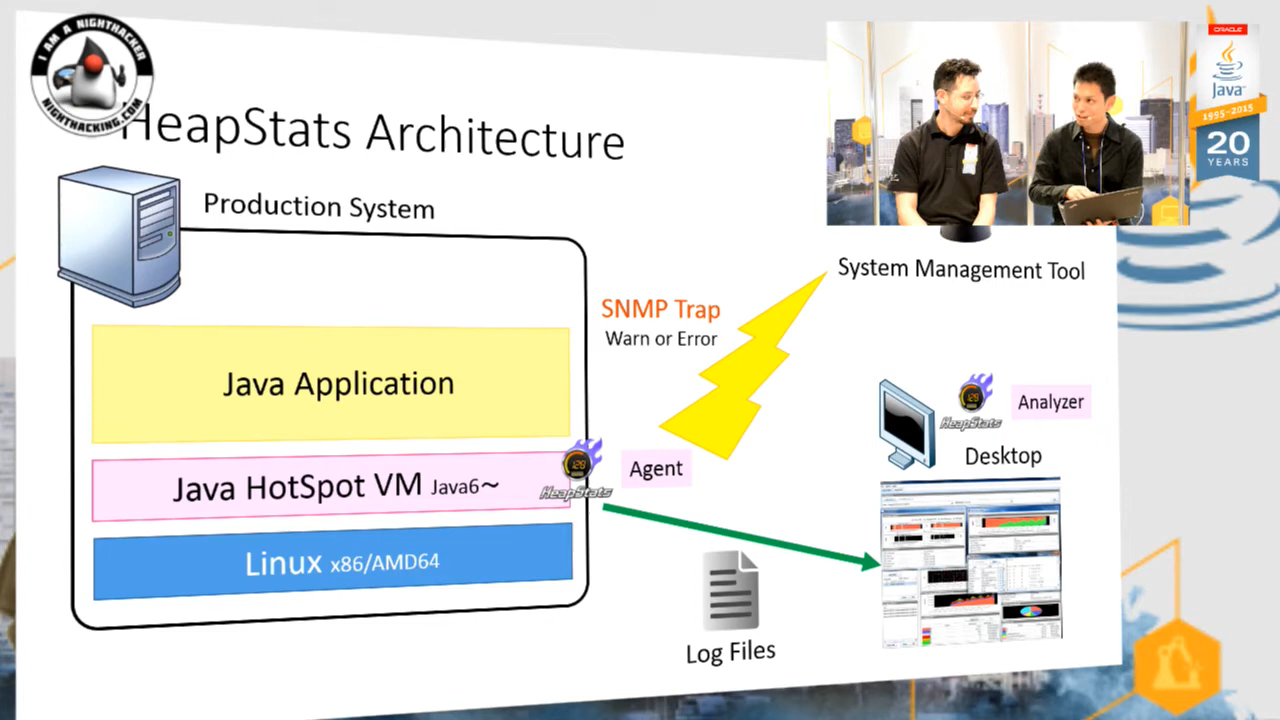 I AM A NIGHTHACKER
NIGHTHACKING.COM
HeapStats Architecture
ORACLE
Java
1995-2015
20
YEARS
Production System
System Management Tool
SNMP Trap
Warn or Error
Java Application
128
HeapStats
Analyzer
Desktop
Java HotSpot VM Java6~
128
HeapStats
Agent
Linux x86/AMD64
Log Files